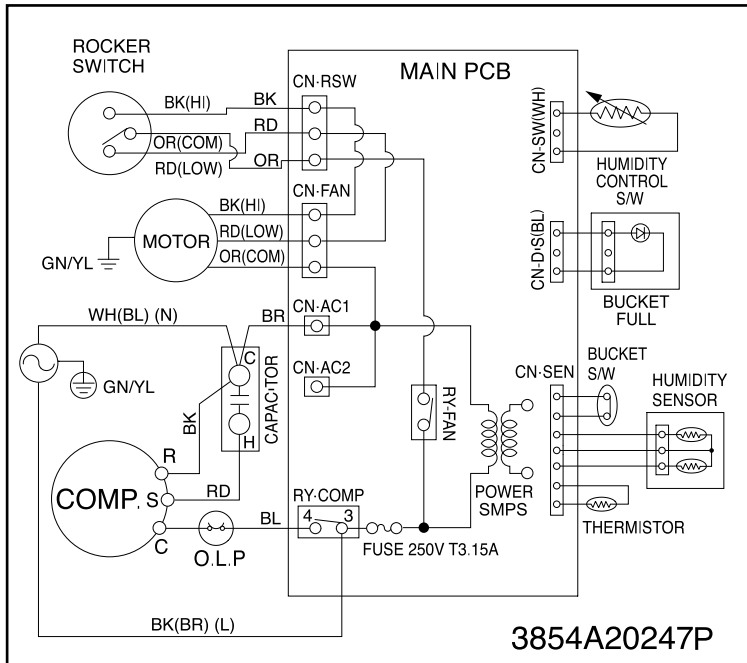 ROCKER
SWITCH
MAIN PCB
CN·RSW
BK(HI)
BK
OR(COM)
RD
RD(LOW)
OR
CN-SW(WH)
HUMIDITY
CONTROL
S/W
CN·FAN
BK(HI)
MOTOR
RD(LOW)
OR(COM)
GN/YL
CN-D·S(BL)
BUCKET
FULL
WH(BL) (N)
BR
CN·AC1
CN·AC2
GN/YL
C
H
CAPACITOR
BK
RY-FAN
CN·SEN
BUCKET
S/W
HUMIDITY
SENSOR
R
COMP.
S
RD
C
O.L.P
BL
RY·COMP
4
3
FUSE 250V T3.15A
POWER
SMPS
THERMISTOR
BK(BR) (L)
3854A20247P